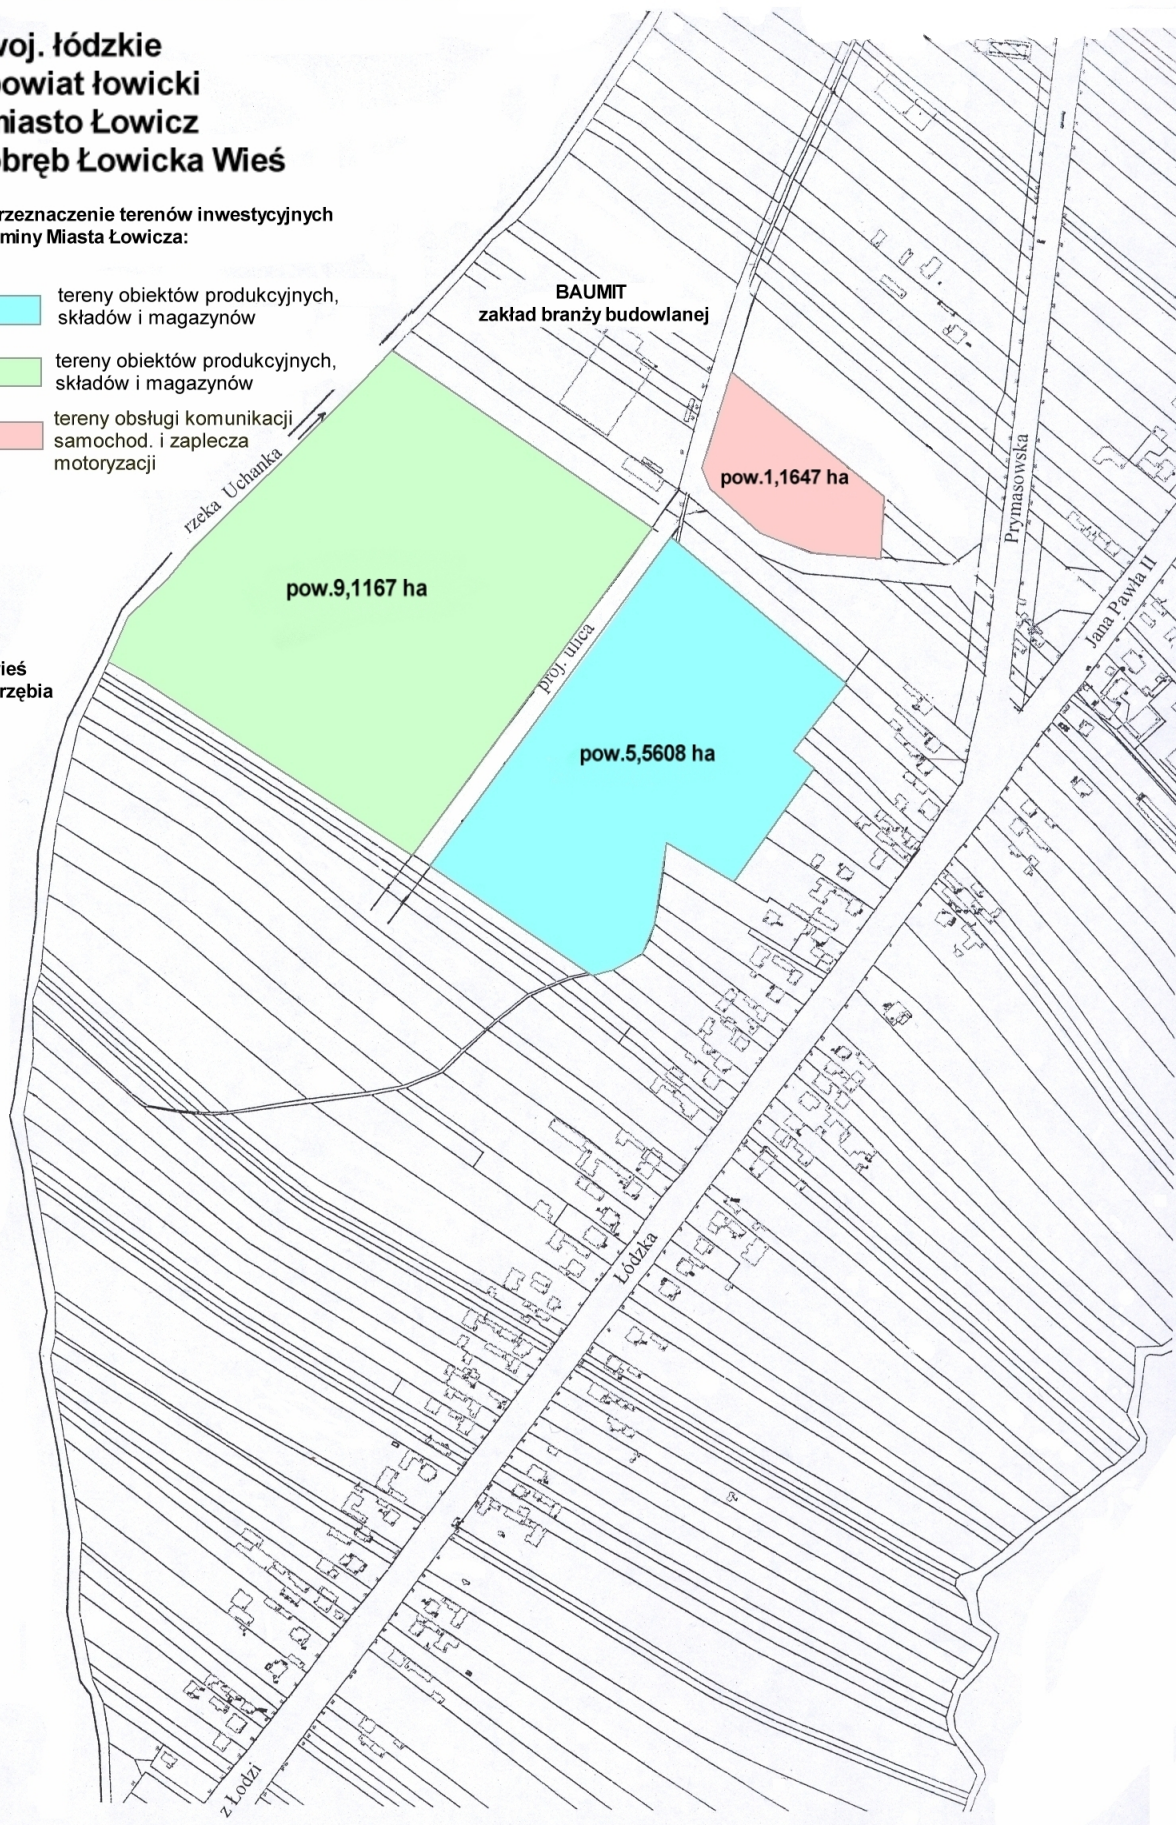 woj. łódzkie
powiat łowicki
miasto Łowicz
obręb Łowicka Wieś
rzeznaczenie terenów inwestycyjnych
miny Miasta Łowicza:
tereny obiektów produkcyjnych,
składów i magazynów
tereny obiektów produkcyjnych,
składów i magazynów
tereny obsługi komunikacji
samochod. i zaplecza
motoryzacji
BAUMIT
zakład branży budowlanej
pow.1,1647 ha
rzeka Uchanka
Prymasowska
pow.9,1167 ha
Jana Pawła II
proj. ulica
ieś
rzębia
pow.5,5608 ha
Łódzka
z Łodzi